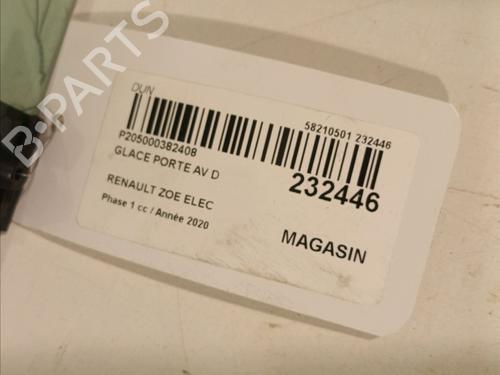 B-PARTS
DUN
58210501 232446
P205000382408
232446
GLACE PORTE AV D
RENAULT ZOE ELEC
Phase 1 cc / Année 2020
MAGASIN